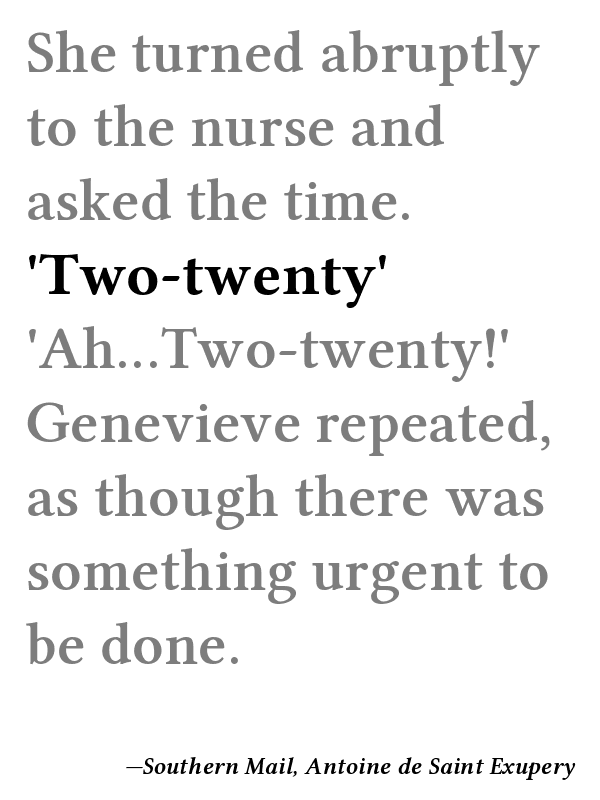 She turned abruptly
to the nurse and
asked the time.
'Two-twenty'
'Ah...Two-twenty!'
Genevieve repeated,
as though there was
something urgent to
be done.
—Southern Mail, Antoine de Saint Exupery